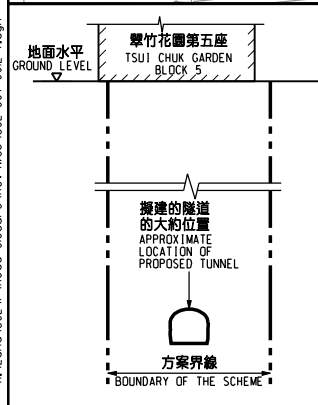 翠竹花園第五座
TSUI CHUK GARDEN
BLOCK 5
地面水平
GROUND LEVEL
擬建的隧道
的大約位置
APPROXIMATE
LOCATION OF
PROPOSED TUNNEL
方案界線
BOUNDARY OF THE SCHEME